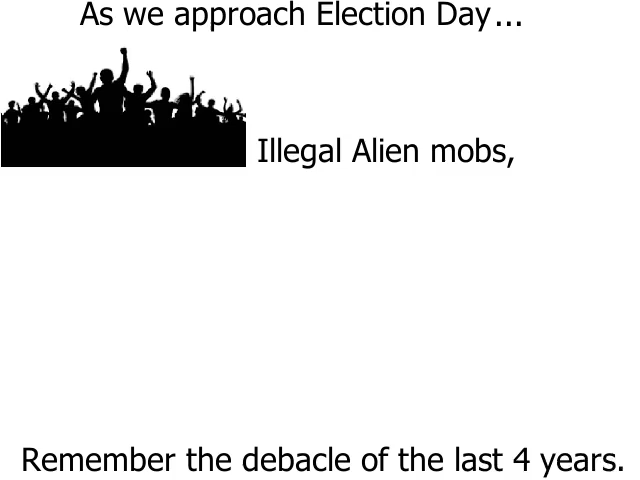 As we approach Election Day...
Illegal Alien mobs,
Remember the debacle of the last 4 years.